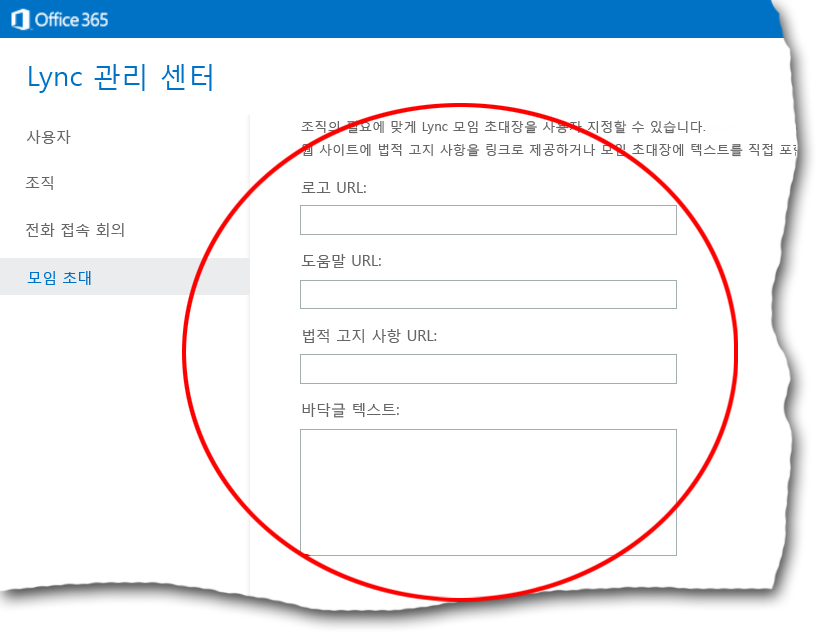 Office 365
Lync 관리 센터
사용자
조직
전화 접속 회의
모임 초대
조직의 필요에 맞게 Lync 모임 초대장을 사용자 지정할 수 있습니다.
웹 사이트에 법적 고지 사항을 링크로 제공하거나 모임 초대장에 텍스트를 직접
로고 URL:
도움말 URL:
법적 고지 사항 URL:
바닥글 텍스트: